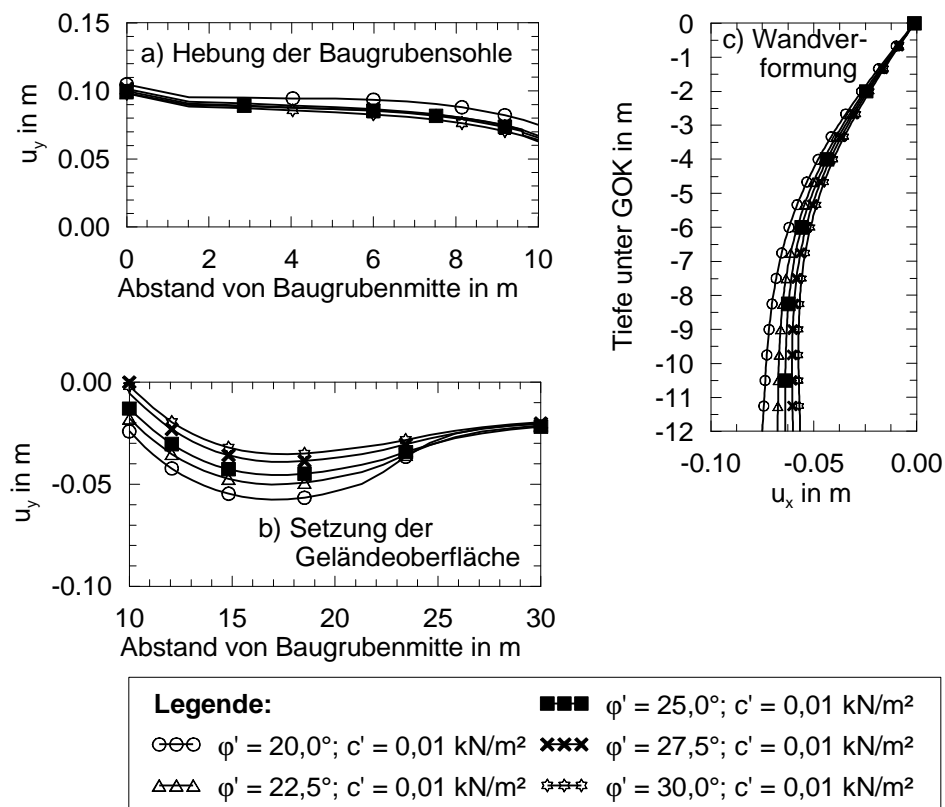 0.15
0.10
0.05
0.00
u_y in m
a) Hebung der Baugrubensohle
0 2 4 6 8 10
Abstand von Baugrubenmitte in m
0.00
-0.05
-0.10
u_y in m
b) Setzung der
Geländeoberfläche
10 15 20 25 30
Abstand von Baugrubenmitte in m
0
-1
-2
-3
-4
-5
-6
-7
-8
-9
-10
-11
-12
Tiefe unter GOK in m
c) Wandver-
formung
-0.10 -0.05 0.00
u_x in m
Legende:
φ' = 20,0°; c' = 0,01 kN/m²
φ' = 22,5°; c' = 0,01 kN/m²
φ' = 25,0°; c' = 0,01 kN/m²
φ' = 27,5°; c' = 0,01 kN/m²
φ' = 30,0°; c' = 0,01 kN/m²